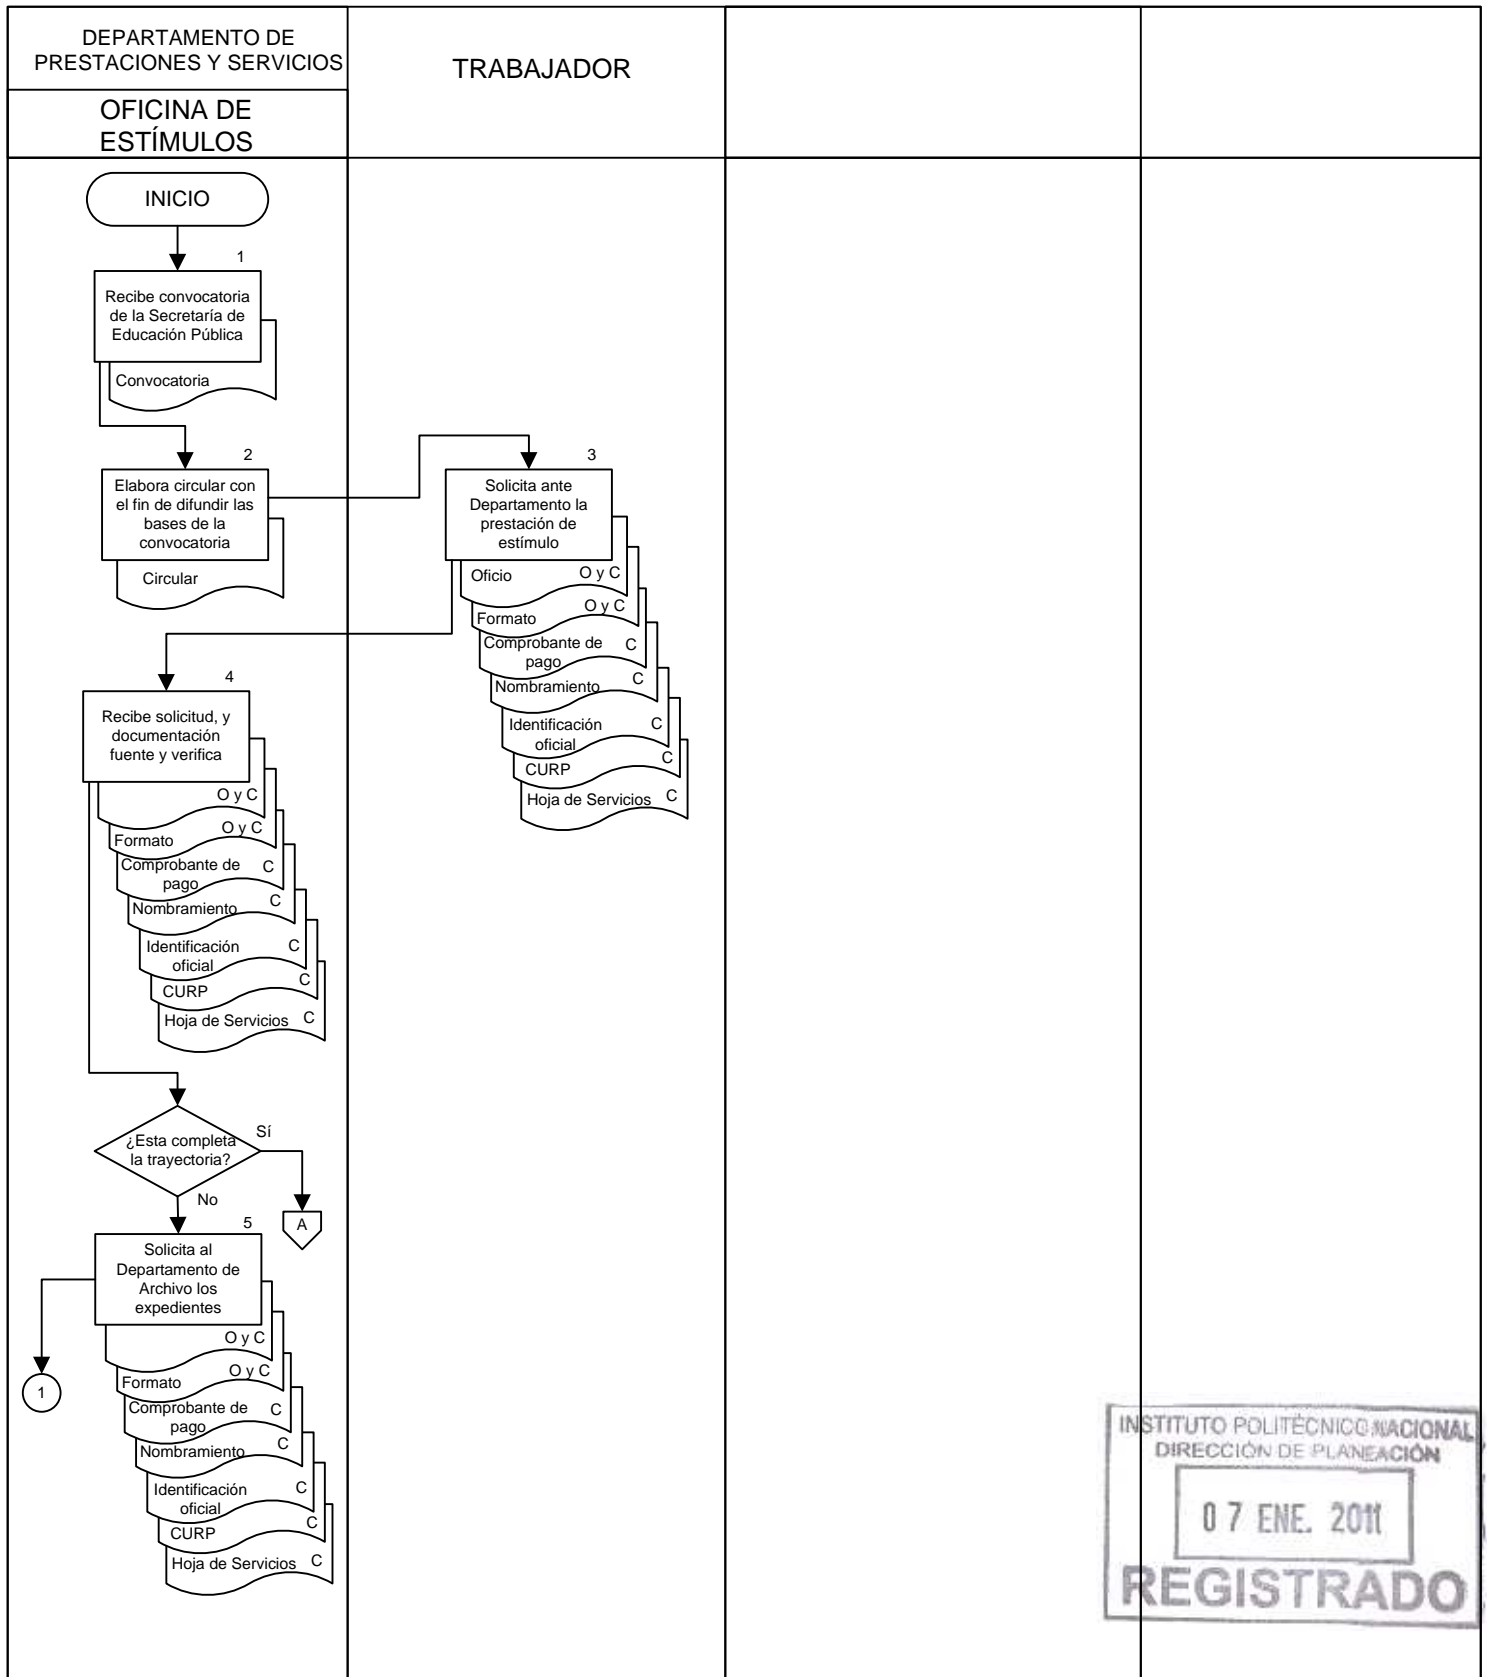 DEPARTAMENTO DE
PRESTACIONES Y SERVICIOS
OFICINA DE
ESTÍMULOS
TRABAJADOR
INICIO
1
Recibe convocatoria
de la Secretaría de
Educación Pública
Convocatoria
2
Elabora circular con
el fin de difundir las
bases de la
convocatoria
Circular
3
Solicita ante
Departamento la
prestación de
estímulo
Oficio O y C
Formato O y C
Comprobante de C
pago
Nombramiento C
Identificación C
oficial
CURP C
Hoja de Servicios C
4
Recibe solicitud, y
documentación
fuente y verifica
O y C
Formato O y C
Comprobante de C
pago
Nombramiento C
Identificación C
oficial
CURP C
Hoja de Servicios C
¿Esta completa
la trayectoria?
Sí
No
A
5
Solicita al
Departamento de
Archivo los
expedientes
1
O y C
Formato O y C
Comprobante de C
pago
Nombramiento C
Identificación C
oficial
CURP C
Hoja de Servicios C
INSTITUTO POLITÉCNICO NACIONAL
DIRECCIÓN DE PLANEACIÓN
07 ENE. 2011
REGISTRADO